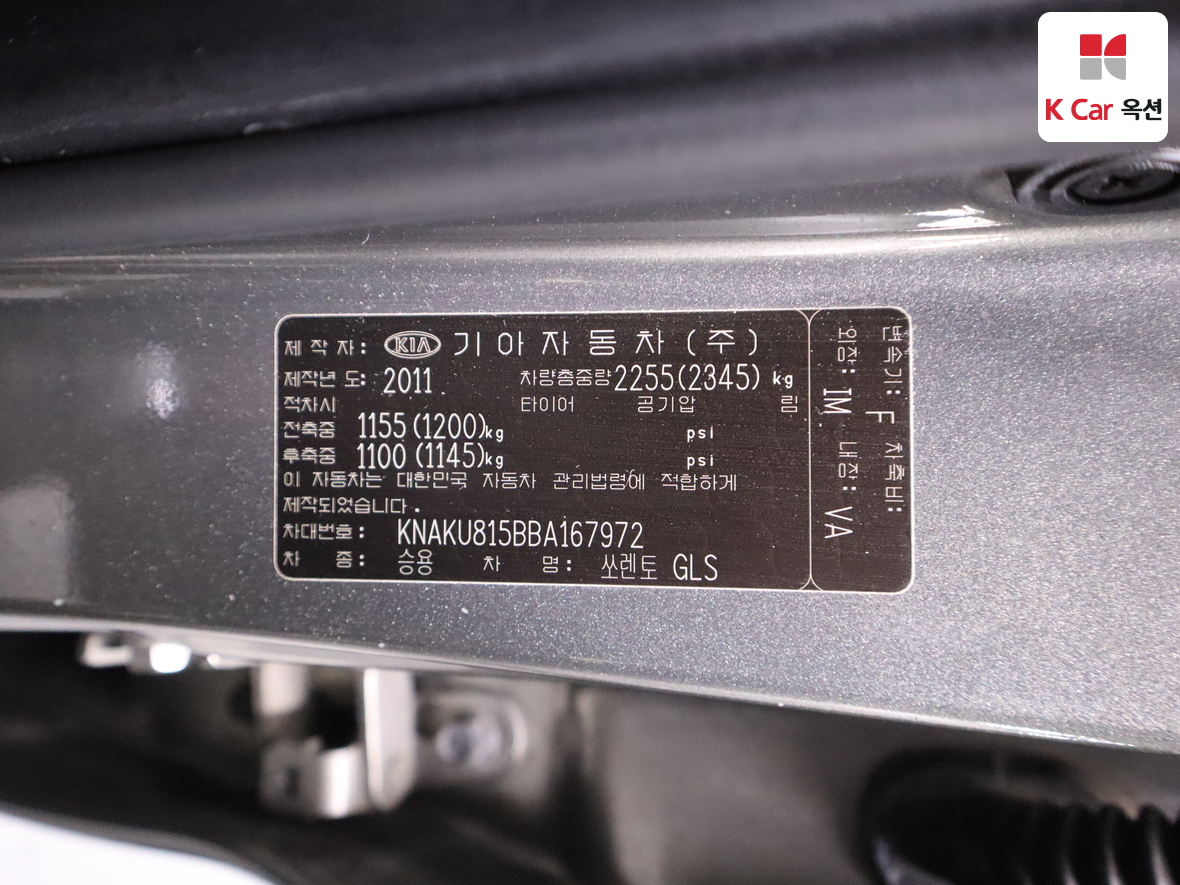 K Car 옥션
제 작 자 : KIA 기 아 자 동 차 ( 주 )
제작년 도: 2011 차량총중량 2255(2345) kg
적차시 타이어 공기압 림
전축중 1155 (1200)kg psi
후축중 1100 (1145)kg psi
이 자동차는 대한민국 자동차 관리법령에 적합하게
제작되었습니다.
차대번호: KNAKU815BBA167972
차 종: 승용 차 명: 쏘렌토 GLS
변속기: F 차축비:
외장: IM 내장: VA